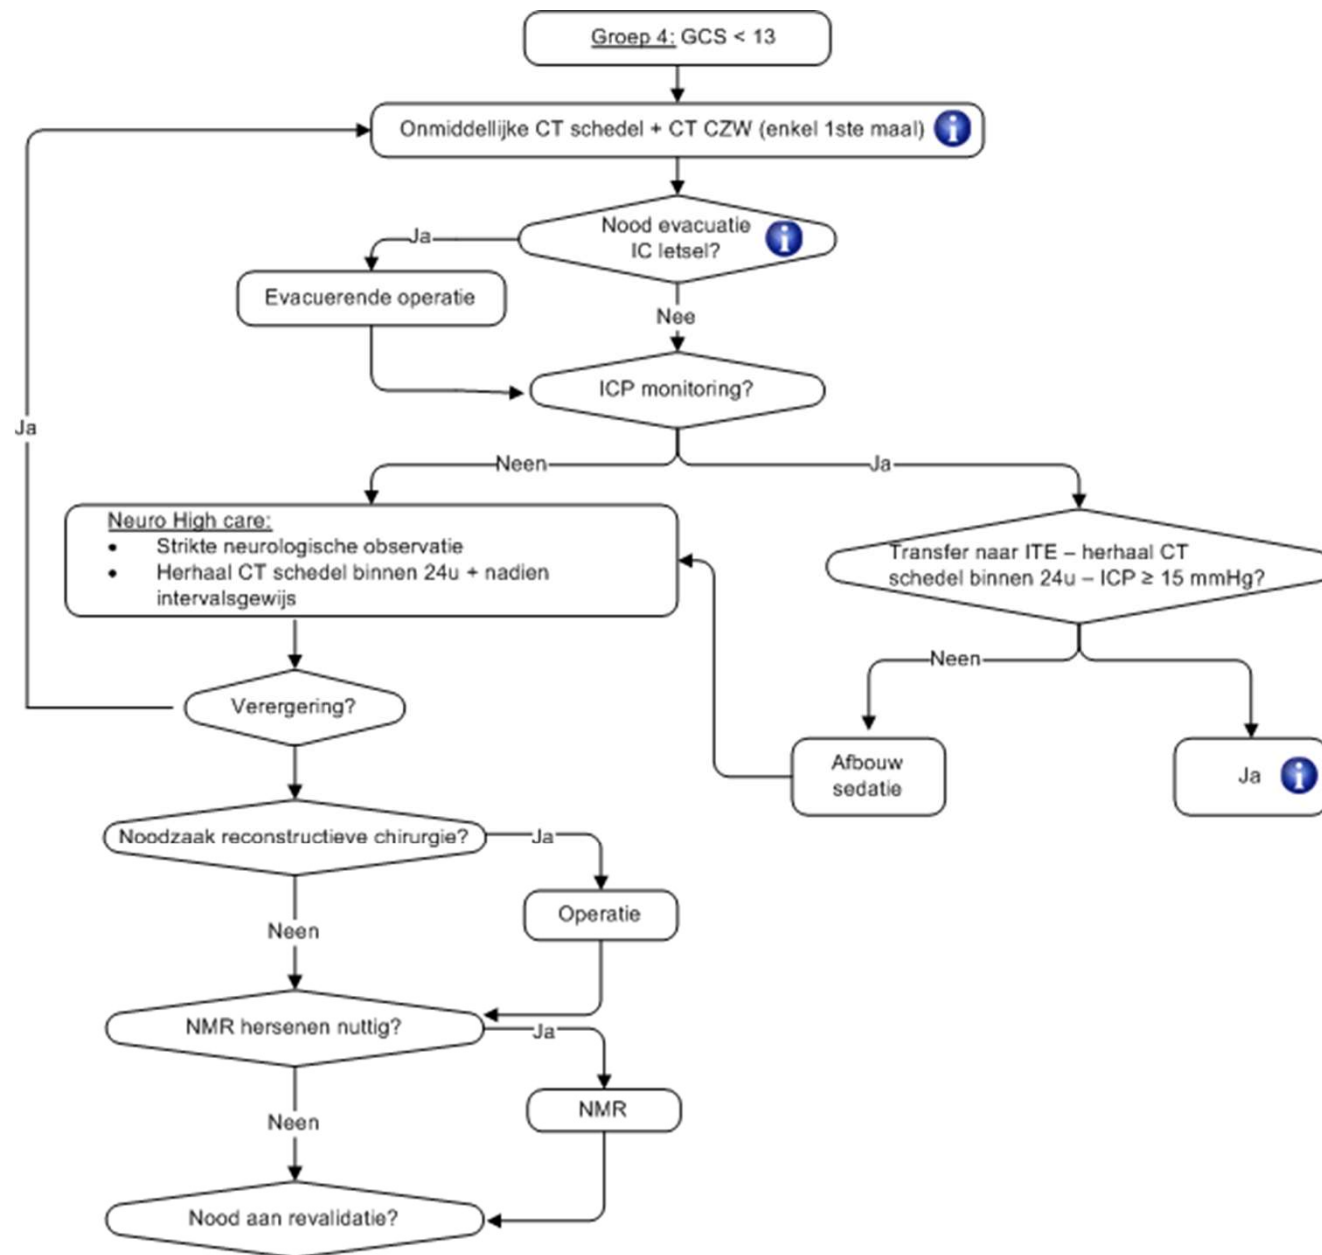 Groep 4: GCS < 13
Onmiddellijke CT schedel + CT CZW (enkel 1ste maal) i
Nood evacuatie
IC letsel? i
Ja
Evacuerende operatie
Nee
ICP monitoring?
Ja
Neen
Ja
Neuro High care:
• Strikte neurologische observatie
• Herhaal CT schedel binnen 24u + nadien
intervalsgewijs
Transfer naar ITE – herhaal CT
schedel binnen 24u – ICP ≥ 15 mmHg?
Neen
Verergering?
Afbouw
sedatie
Ja i
Noodzaak reconstructieve chirurgie?
Ja
Operatie
Neen
NMR hersenen nuttig?
Ja
NMR
Neen
Nood aan revalidatie?